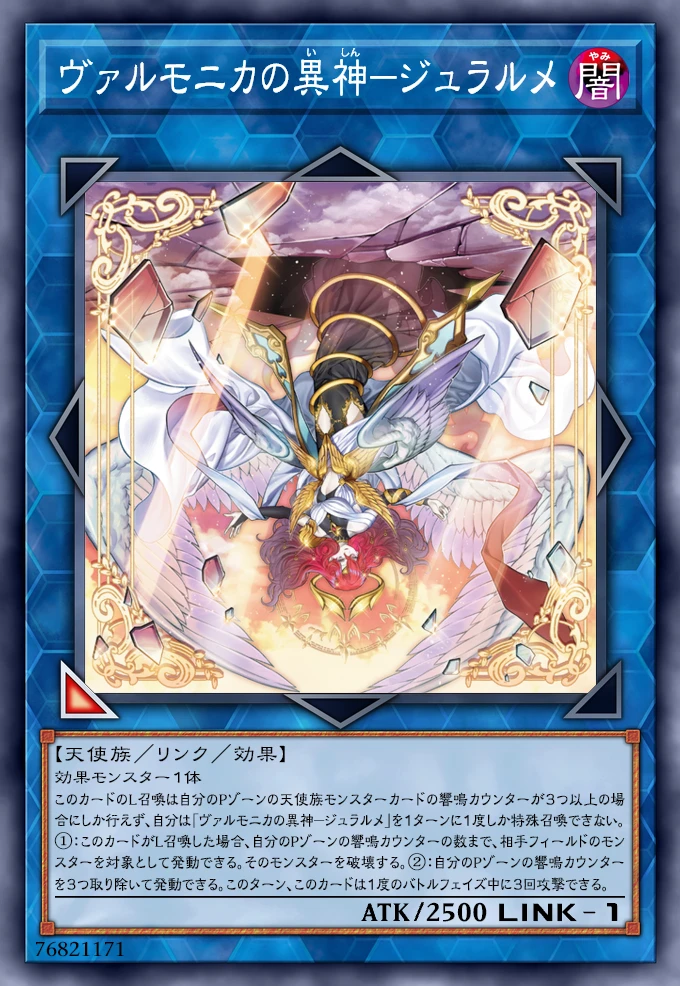 ヴァルモニカの異神－ジュラルメ
い しん
闇
やみ
【天使族／リンク／効果】
効果モンスター1体
このカードのL召喚は自分のPゾーンの天使族モンスターカードの響鳴カウンターが3つ以上の場
合にしか行えず、自分は「ヴァルモニカの異神－ジュラルメ」を1ターンに1度しか特殊召喚できない。
①：このカードがL召喚した場合、自分のPゾーンの響鳴カウンターの数まで、相手フィールドのモン
スターを対象として発動できる。そのモンスターを破壊する。②：自分のPゾーンの響鳴カウンター
を3つ取り除いて発動できる。このターン、このカードは1度のバトルフェイズ中に3回攻撃できる。
ATK/2500 LINK－1
76821171